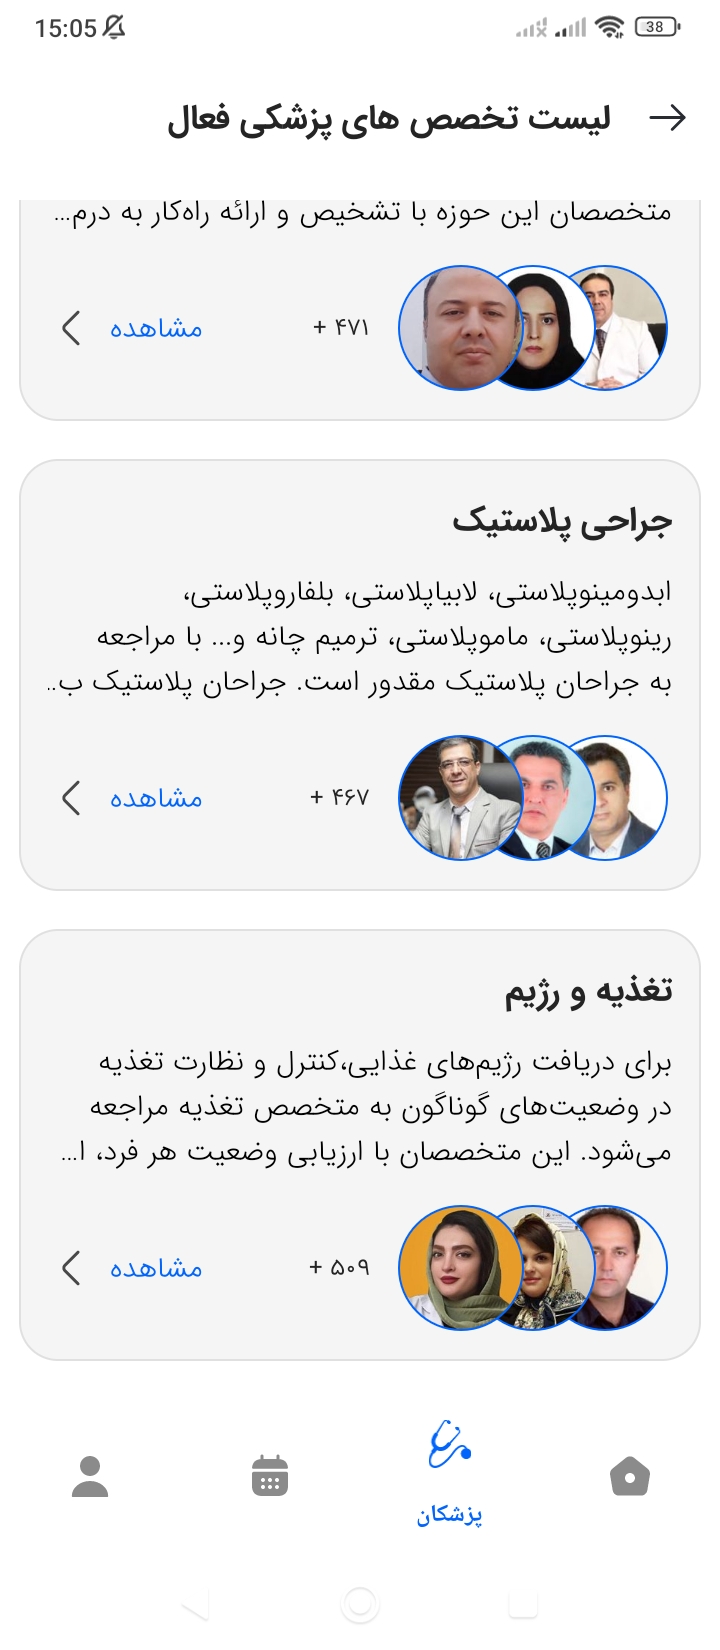 15:05
38
لیست تخصص های پزشکی فعال
متخصصان این حوزه با تشخیص و ارائه راه‌کار به درم...
+ ۴۷۱
مشاهده
جراحی پلاستیک
ابدومینوپلاستی، لابیاپلاستی، بلفاروپلاستی،
رینوپلاستی، ماموپلاستی، ترمیم چانه و... با مراجعه
به جراحان پلاستیک مقدور است. جراحان پلاستیک ب..
+ ۴۶۷
مشاهده
تغذیه و رژیم
برای دریافت رژیم‌های غذایی،کنترل و نظارت تغذیه
در وضعیت‌های گوناگون به متخصص تغذیه مراجعه
می‌شود. این متخصصان با ارزیابی وضعیت هر فرد، ا...
+ ۵۰۹
مشاهده
پزشکان